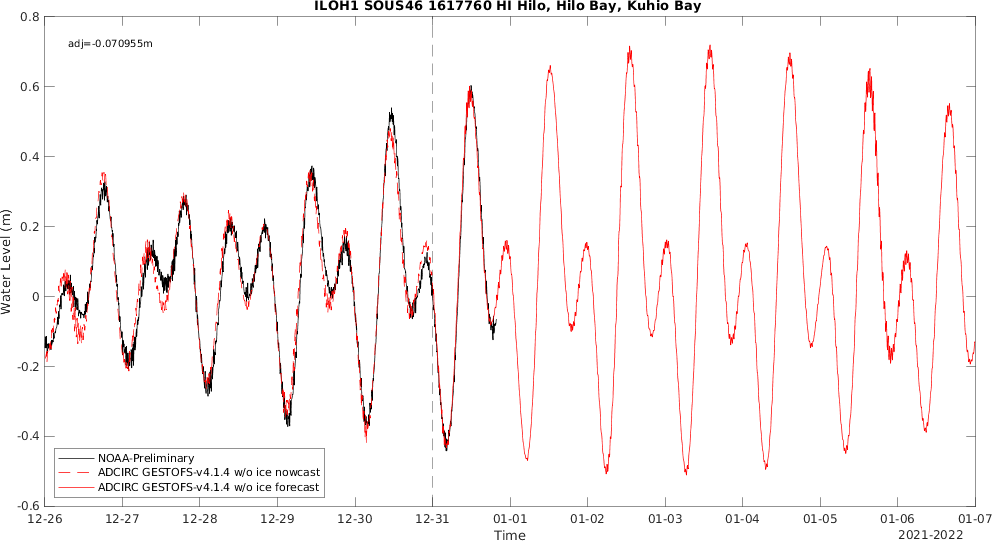 ILOH1 SOUS46 1617760 HI Hilo, Hilo Bay, Kuhio Bay
adj=-0.070955m
0.8
0.6
0.4
0.2
0
-0.2
-0.4
-0.6
Water Level (m)
NOAA-Preliminary
ADCIRC GESTOFS-v4.1.4 w/o ice nowcast
ADCIRC GESTOFS-v4.1.4 w/o ice forecast
12-26 12-27 12-28 12-29 12-30 12-31 01-01 01-02 01-03 01-04 01-05 01-06 01-07
Time
2021-2022